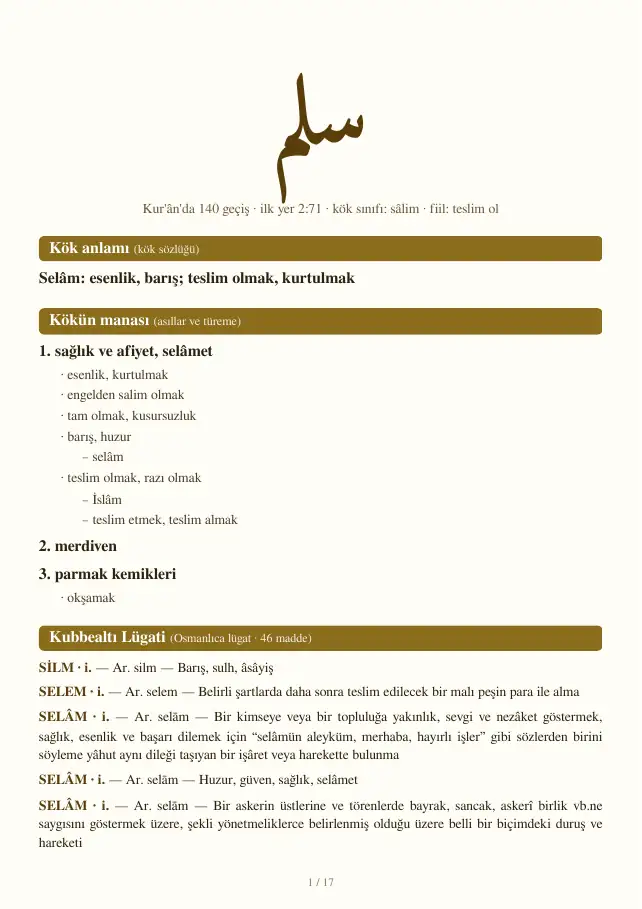 سلم
Kur'ân'da 140 geçiş · ilk yer 2:71 · kök sınıfı: sâlim · fiil: teslim ol
Kök anlamı (kök sözlüğü)
Selâm: esenlik, barış; teslim olmak, kurtulmak
Kökün manası (asıllar ve türeme)
1. sağlık ve afiyet, selâmet
· esenlik, kurtulmak
· engelden salim olmak
· tam olmak, kusursuzluk
· barış, huzur
– selâm
· teslim olmak, razı olmak
– İslâm
– teslim etmek, teslim almak
2. merdiven
3. parmak kemikleri
· okşamak
Kubbealtı Lügati (Osmanlıca lügat · 46 madde)
SİLM · i. — Ar. silm — Barış, sulh, âsâyiş
SELEM · i. — Ar. selem — Belirli şartlarda daha sonra teslim edilecek bir malı peşin para ile alma
SELÂM · i. — Ar. selām — Bir kimseye veya bir topluluğa yakınlık, sevgi ve nezâket göstermek,
sağlık, esenlik ve başarı dilemek için “selâmün aleyküm, merhaba, hayırlı işler” gibi sözlerden birini
söyleme yâhut aynı dileği taşıyan bir işâret veya harekette bulunma
SELÂM · i. — Ar. selām — Huzur, güven, sağlık, selâmet
SELÂM · i. — Ar. selām — Bir askerin üstlerine ve törenlerde bayrak, sancak, askerî birlik vb.ne
saygısını göstermek üzere, şekli yönetmeliklerce belirlenmiş olduğu üzere belli bir biçimdeki duruş ve
hareketi
1 / 17